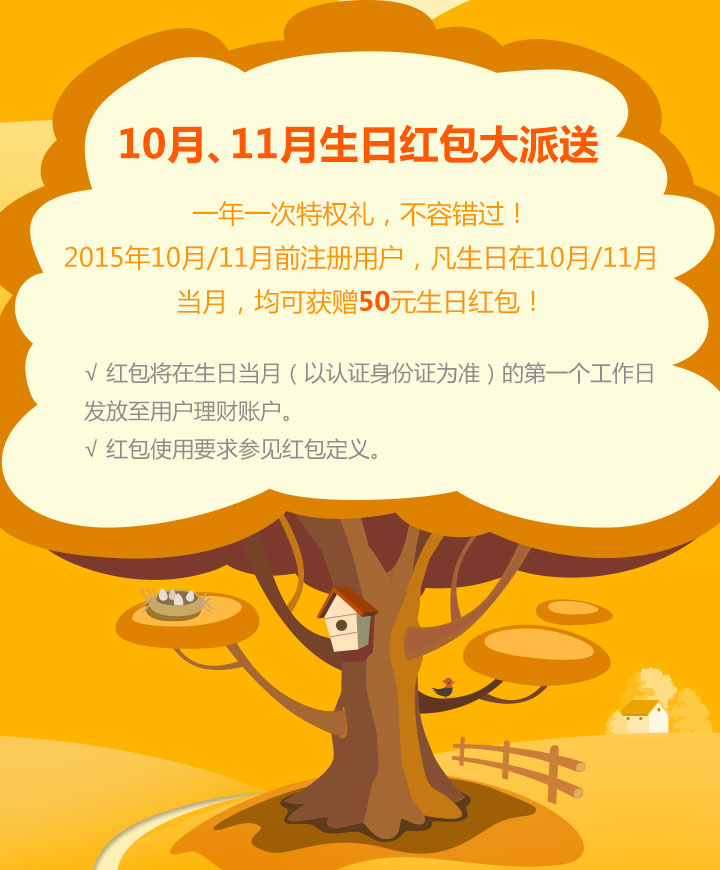 10月、11月生日红包大派送
一年一次特权礼，不容错过！
2015年10月/11月前注册用户，凡生日在10月/11月
当月，均可获赠50元生日红包！
√ 红包将在生日当月（以认证身份证为准）的第一个工作日
发放至用户理财账户。
√ 红包使用要求参见红包定义。